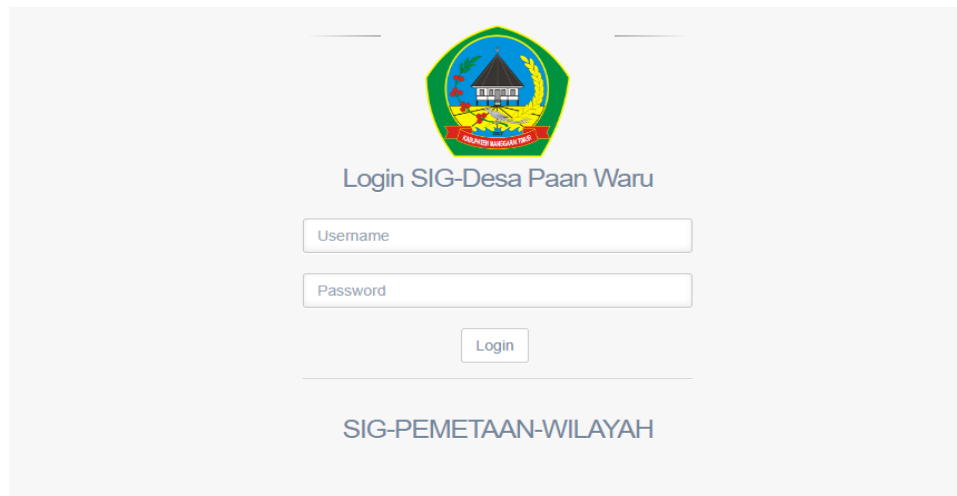 KABUPATEN MANGGARAI TIMUR
Login SIG-Desa Paan Waru
Username
Password
Login
SIG-PEMETAAN-WILAYAH